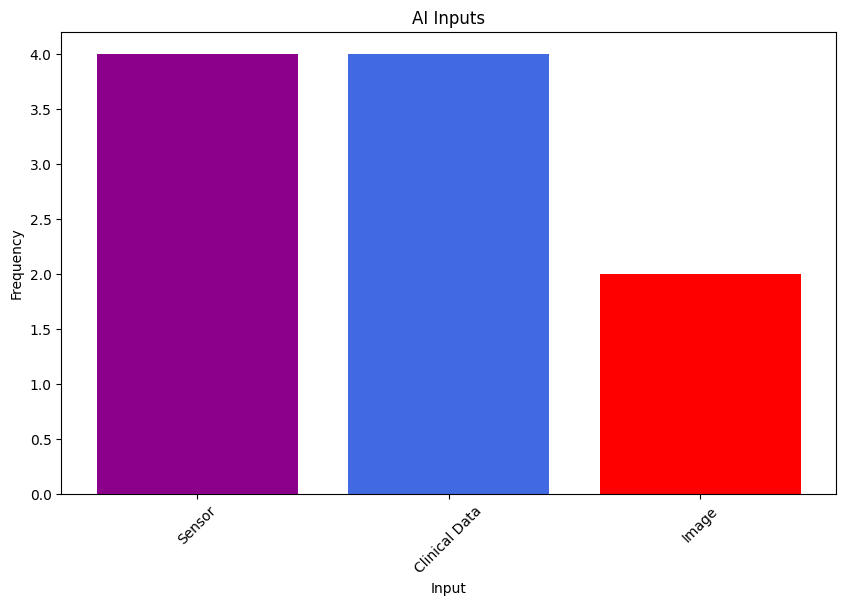 AI Inputs
Frequency
4.0
3.5
3.0
2.5
2.0
1.5
1.0
0.5
0.0
Sensor
Clinical Data
Image
Input